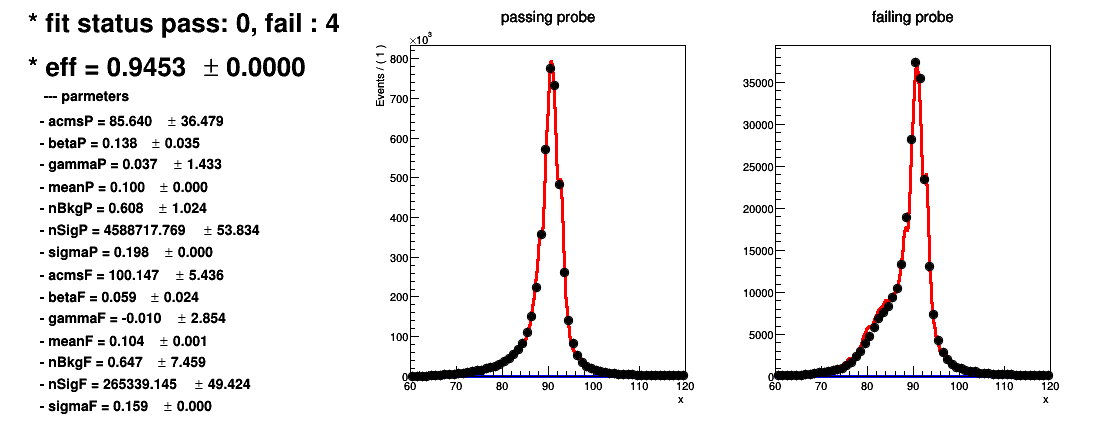 * fit status pass: 0, fail : 4
* eff = 0.9453 ± 0.0000
--- parmeters
- acmsP = 85.640 ± 36.479
- betaP = 0.138 ± 0.035
- gammaP = 0.037 ± 1.433
- meanP = 0.100 ± 0.000
- nBkgP = 0.608 ± 1.024
- nSigP = 4588717.769 ± 53.834
- sigmaP = 0.198 ± 0.000
- acmsF = 100.147 ± 5.436
- betaF = 0.059 ± 0.024
- gammaF = -0.010 ± 2.854
- meanF = 0.104 ± 0.001
- nBkgF = 0.647 ± 7.459
- nSigF = 265339.145 ± 49.424
- sigmaF = 0.159 ± 0.000
passing probe
×10³
Events / ( 1 )
800
700
600
500
400
300
200
100
0
60 70 80 90 100 110 120
x
failing probe
35000
30000
25000
20000
15000
10000
5000
0
60 70 80 90 100 110 120
x